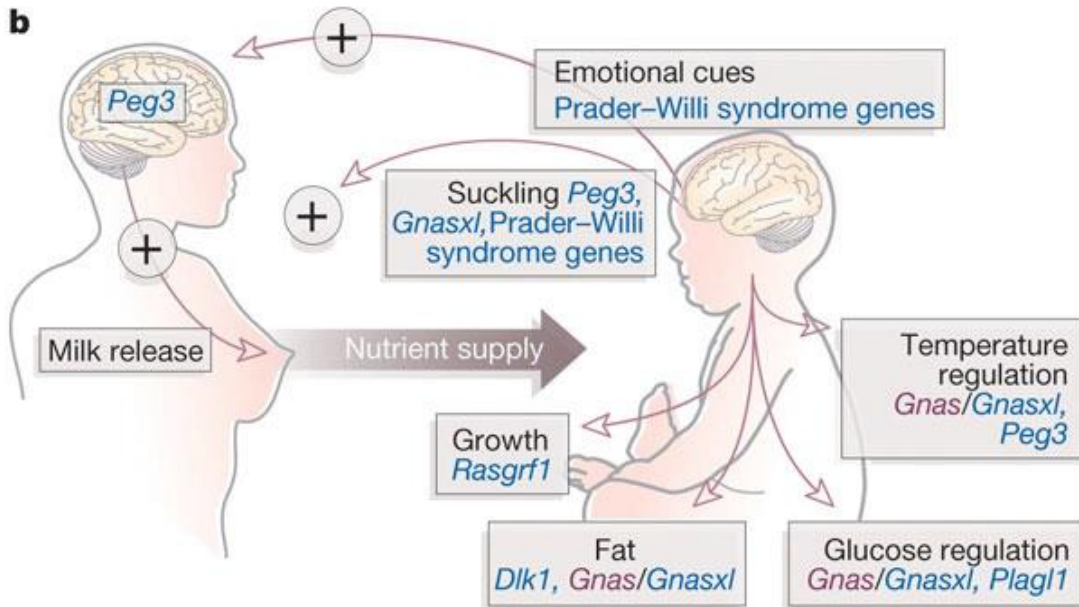 b
+
Emotional cues
Prader–Willi syndrome genes
Peg3
Suckling Peg3,
Gnasxl,Prader–Willi
syndrome genes
+
+
Milk release
Nutrient supply
Temperature
regulation
Gnas/Gnasxl,
Peg3
Growth
Rasgrf1
Fat
Dlk1, Gnas/Gnasxl
Glucose regulation
Gnas/Gnasxl, Plagl1